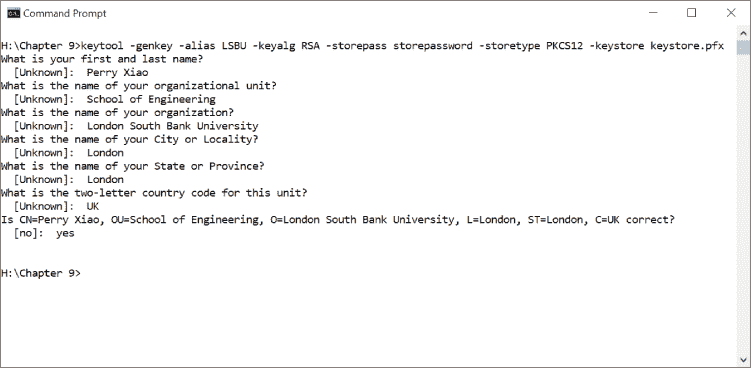 Command Prompt
H:\Chapter 9>keytool -genkey -alias LSBU -keyalg RSA -storepass storepassword -storetype PKCS12 -keystore keystore.pfx
What is your first and last name?
  [Unknown]:  Perry Xiao
What is the name of your organizational unit?
  [Unknown]:  School of Engineering
What is the name of your organization?
  [Unknown]:  London South Bank University
What is the name of your City or Locality?
  [Unknown]:  London
What is the name of your State or Province?
  [Unknown]:  London
What is the two-letter country code for this unit?
  [Unknown]:  UK
Is CN=Perry Xiao, OU=School of Engineering, O=London South Bank University, L=London, ST=London, C=UK correct?
  [no]:  yes
H:\Chapter 9>